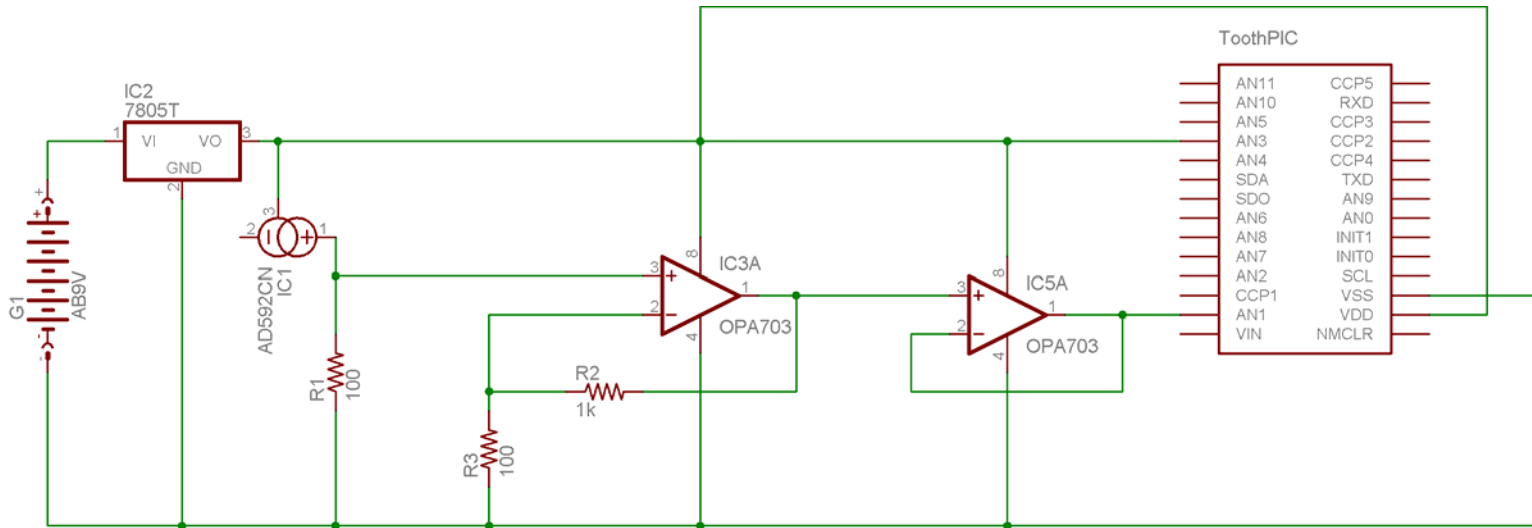 ToothPIC
IC2
7805T
1
VI
VO
3
GND
2
AN11
AN10
AN5
AN3
AN4
SDA
SDO
AN6
AN8
AN7
AN2
CCP1
AN1
VIN
CCP5
RXD
CCP3
CCP2
CCP4
TXD
AN9
AN0
INIT1
INIT0
SCL
VSS
VDD
NMCLR
+
+
-
-
G1
AB9V
3
2
-
+
1
AD592CN
IC1
R1
100
3
+
2
-
8
4
1
IC3A
OPA703
R2
1k
R3
100
3
+
2
-
8
4
1
IC5A
OPA703